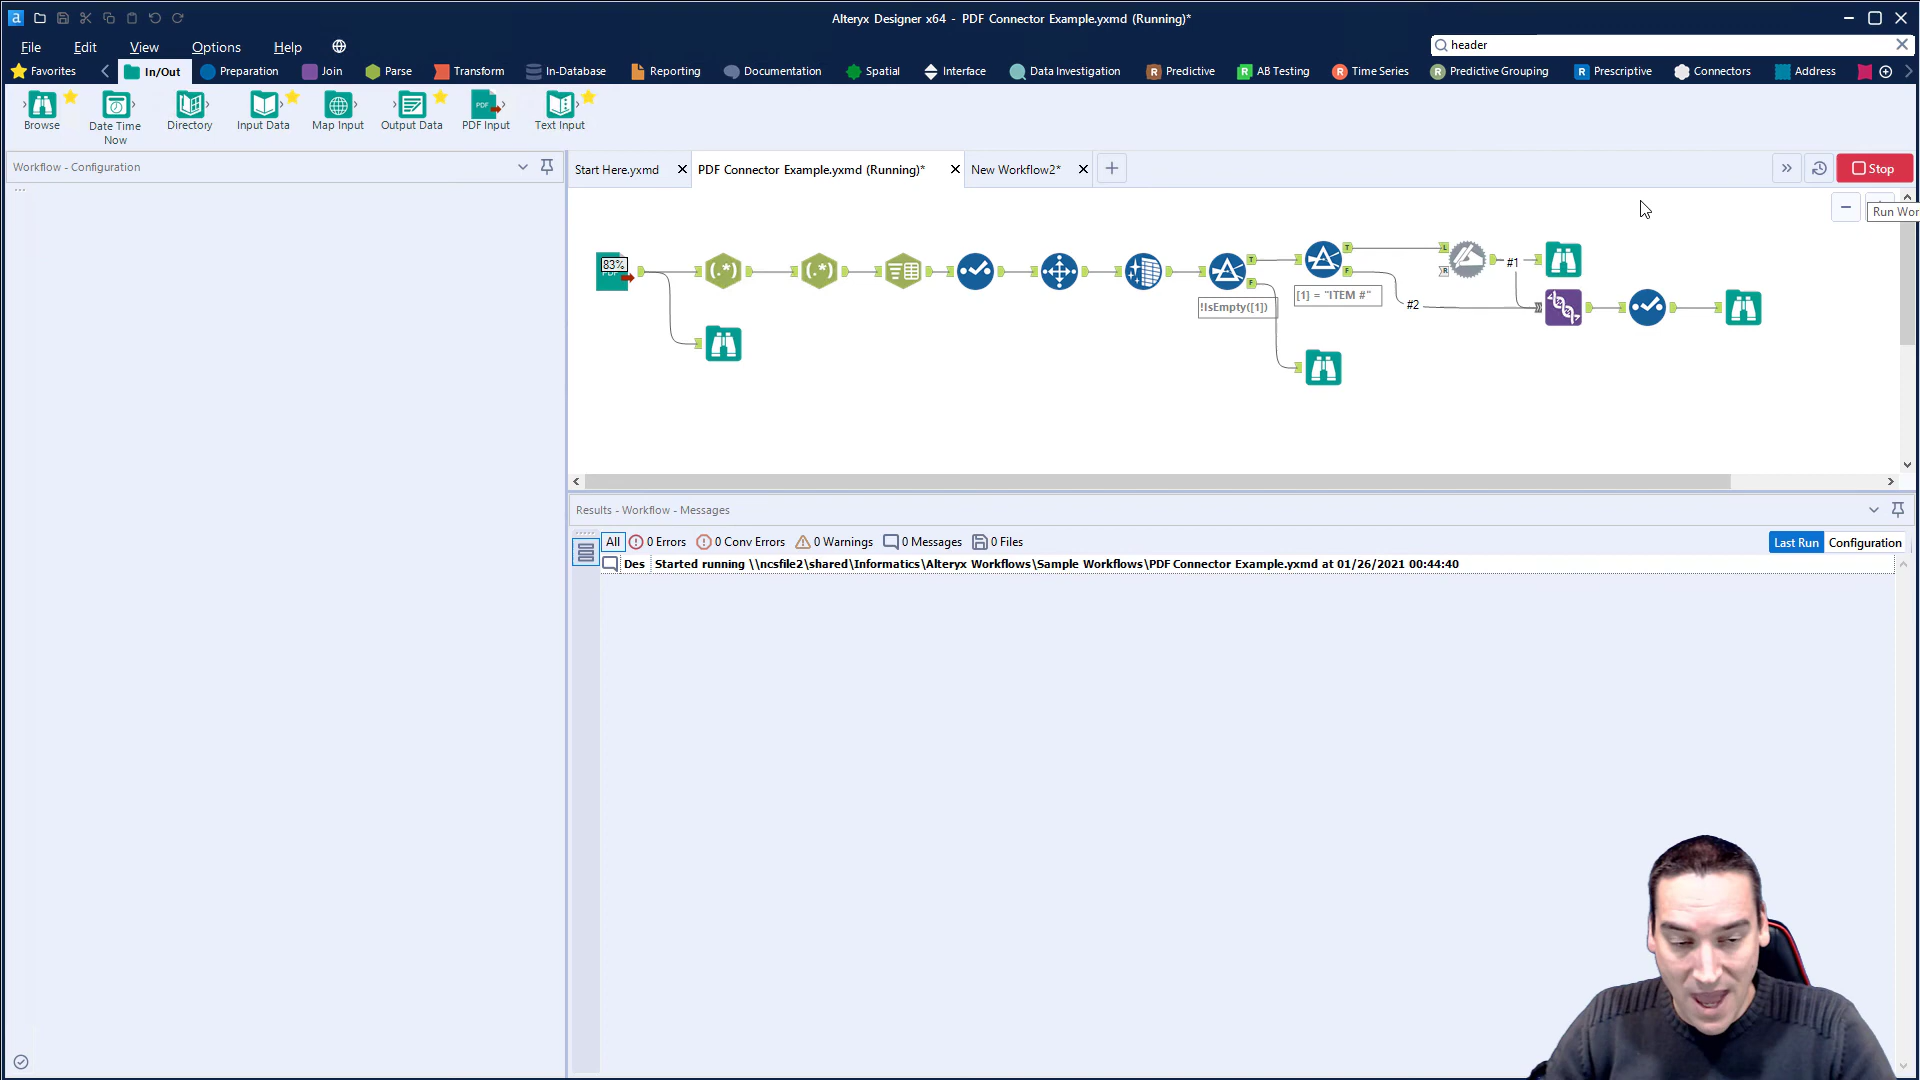 a
Alteryx Designer x64 - PDF Connector Example.yxmd (Running)*
File Edit View Options Help
header
Favorites In/Out Preparation Join Parse Transform In-Database Reporting Documentation Spatial Interface Data Investigation R Predictive R AB Testing R Time Series R Predictive Grouping R Prescriptive Connectors Address
PDF
Browse Date Time Now Directory Input Data Map Input Output Data PDF Input Text Input
Workflow - Configuration
...
Start Here.yxmd PDF Connector Example.yxmd (Running)* New Workflow2* Stop
Run Wor
83% (.*) (.*) T F T F L R #1
!IsEmpty([1]) [1] = "ITEM #" #2
Results - Workflow - Messages
All 0 Errors 0 Conv Errors 0 Warnings 0 Messages 0 Files Last Run Configuration
Des Started running \\ncsfile2\shared\Informatics\Alteryx Workflows\Sample Workflows\PDF Connector Example.yxmd at 01/26/2021 00:44:40